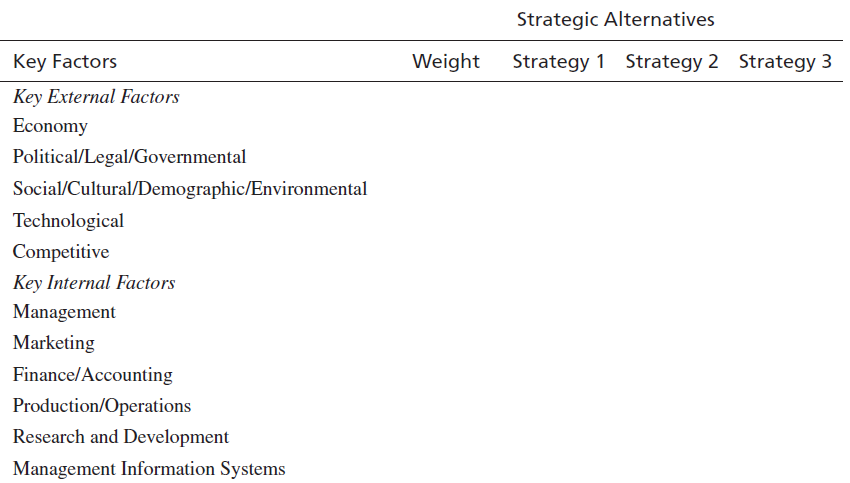 Strategic Alternatives
Key Factors Weight Strategy 1 Strategy 2 Strategy 3
Key External Factors
Economy
Political/Legal/Governmental
Social/Cultural/Demographic/Environmental
Technological
Competitive
Key Internal Factors
Management
Marketing
Finance/Accounting
Production/Operations
Research and Development
Management Information Systems